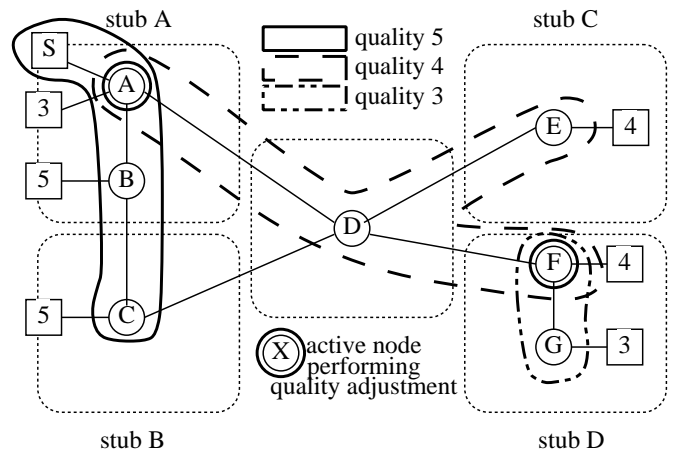 stub A
stub C
quality 5
quality 4
quality 3
S
A
3
E
4
5
B
D
F
4
5
C
G
3
X
active node
performing
quality adjustment
stub B
stub D